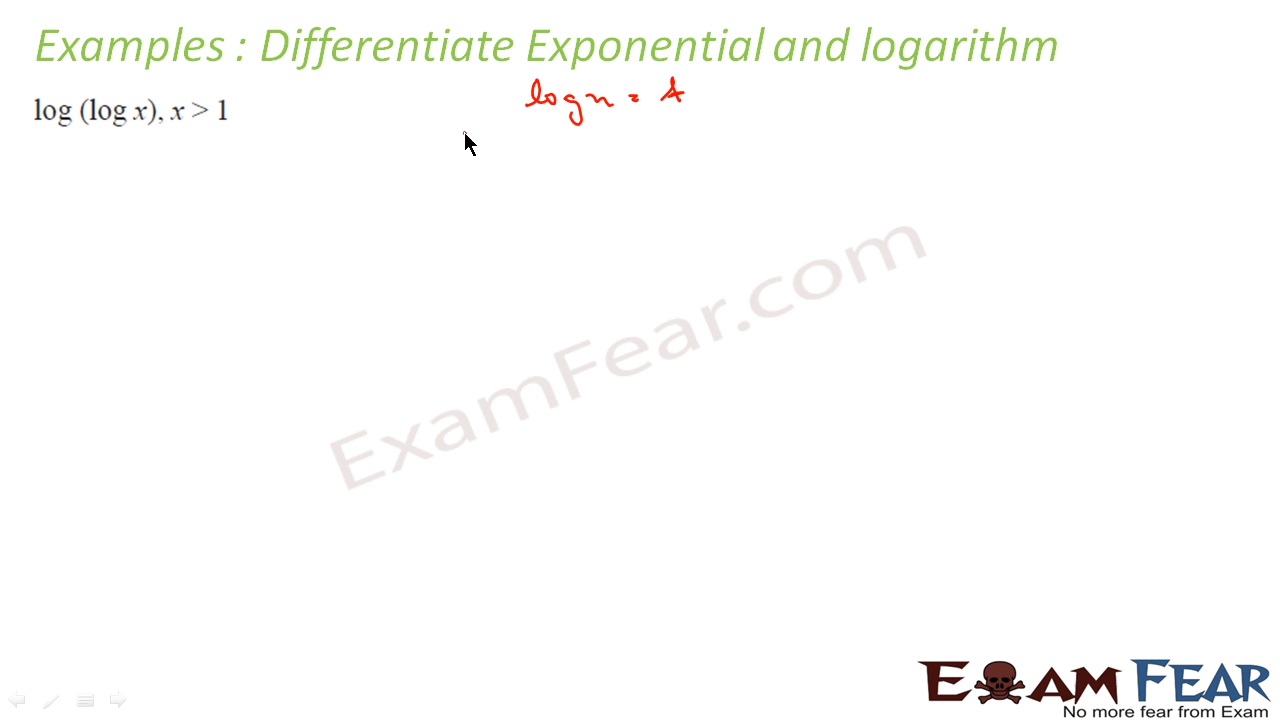 Examples : Differentiate Exponential and logarithm
log (log x), x > 1
log x = A
ExamFear.com
EXAM FEAR
No more fear from Exam